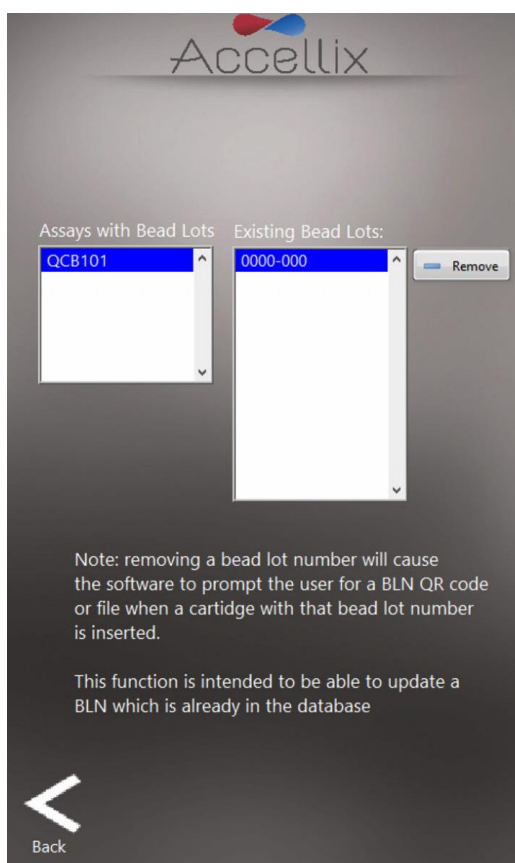 Accellix
Assays with Bead Lots
Existing Bead Lots:
QCB101
0000-000
Remove
Note: removing a bead lot number will cause
the software to prompt the user for a BLN QR code
or file when a cartidge with that bead lot number
is inserted.
This function is intended to be able to update a
BLN which is already in the database
Back